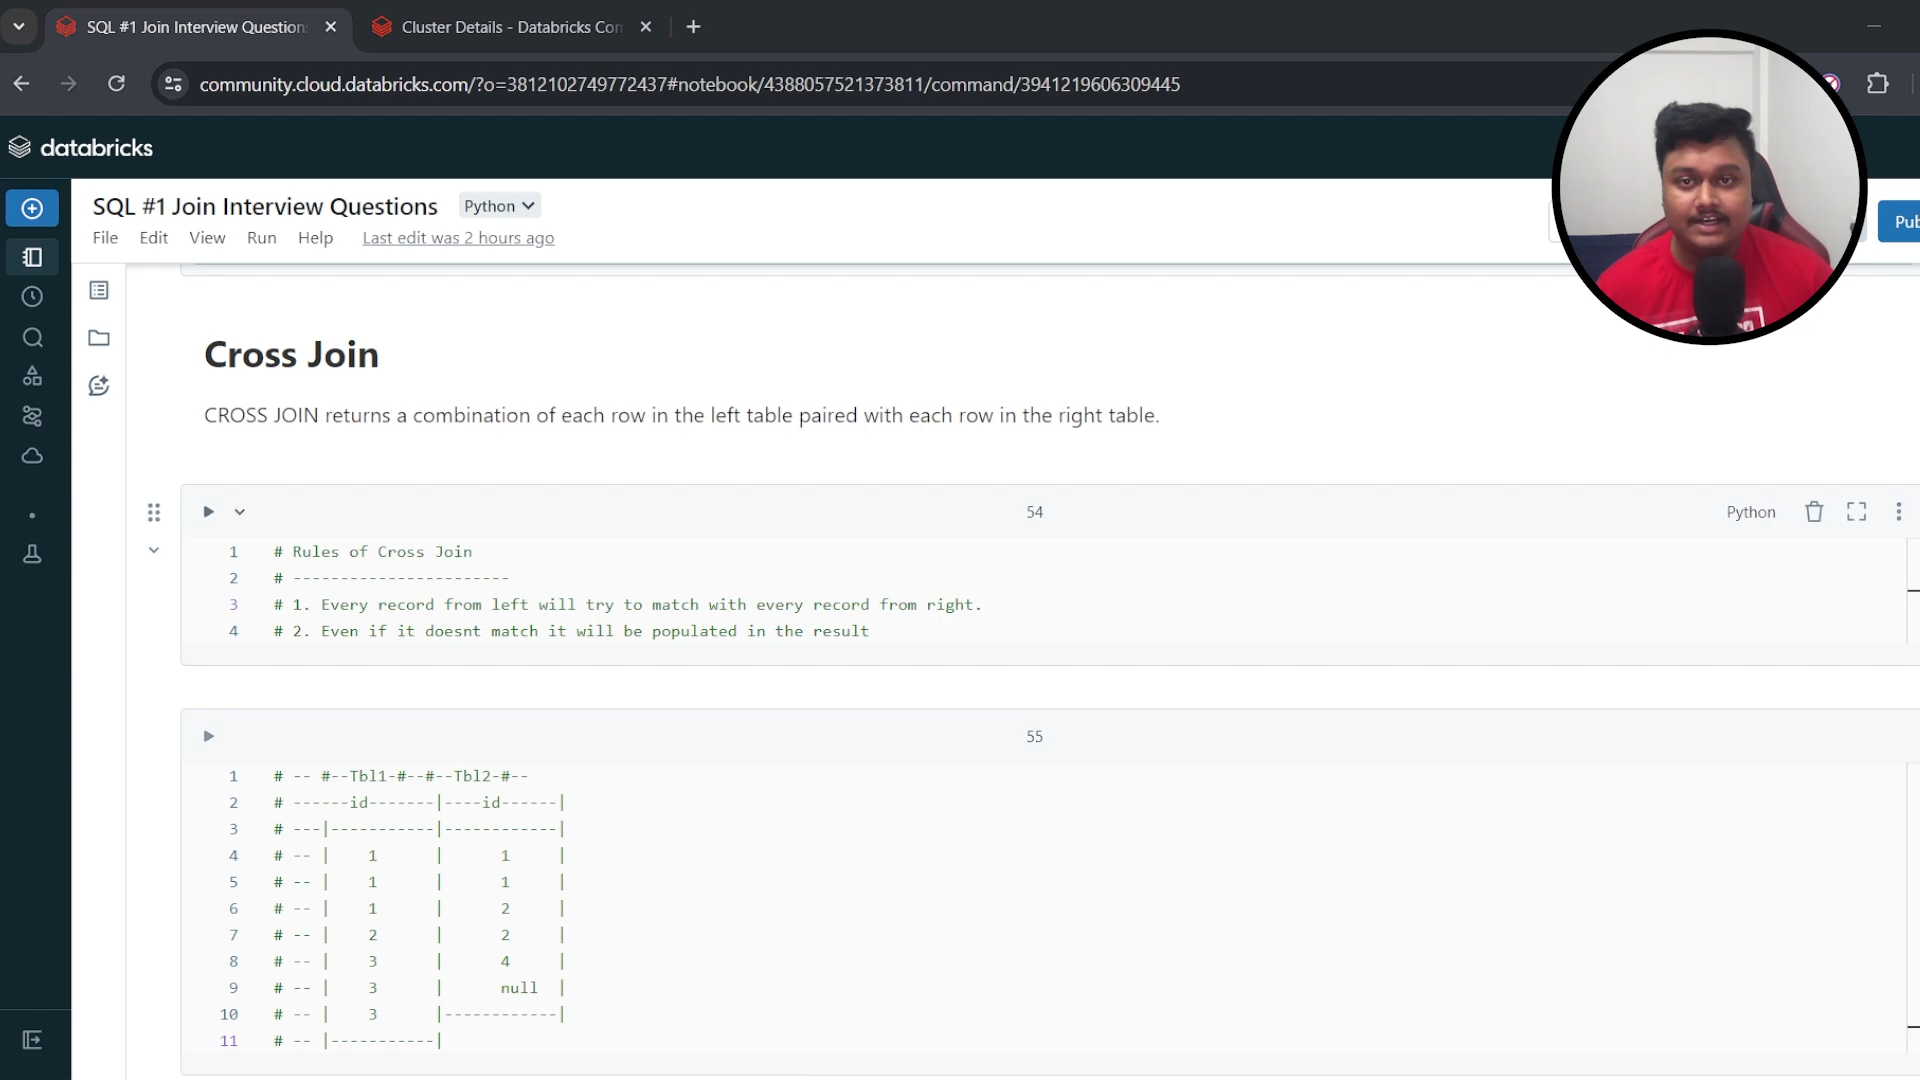 SQL #1 Join Interview Question
Cluster Details - Databricks Con
community.cloud.databricks.com/?o=3812102749772437#notebook/4388057521373811/command/3941219606309445
databricks
SQL #1 Join Interview Questions Python
File Edit View Run Help Last edit was 2 hours ago
Pub
Cross Join
CROSS JOIN returns a combination of each row in the left table paired with each row in the right table.
54
Python
1 # Rules of Cross Join
2 # -----------------------
3 # 1. Every record from left will try to match with every record from right.
4 # 2. Even if it doesnt match it will be populated in the result
55
1 # -- #--Tbl1-#--#--Tbl2-#--
2 # ------id-------|----id------|
3 # ---|-----------|------------|
4 # -- | 1 | 1 |
5 # -- | 1 | 1 |
6 # -- | 1 | 2 |
7 # -- | 2 | 2 |
8 # -- | 3 | 4 |
9 # -- | 3 | null |
10 # -- | 3 |------------|
11 # -- |-----------|